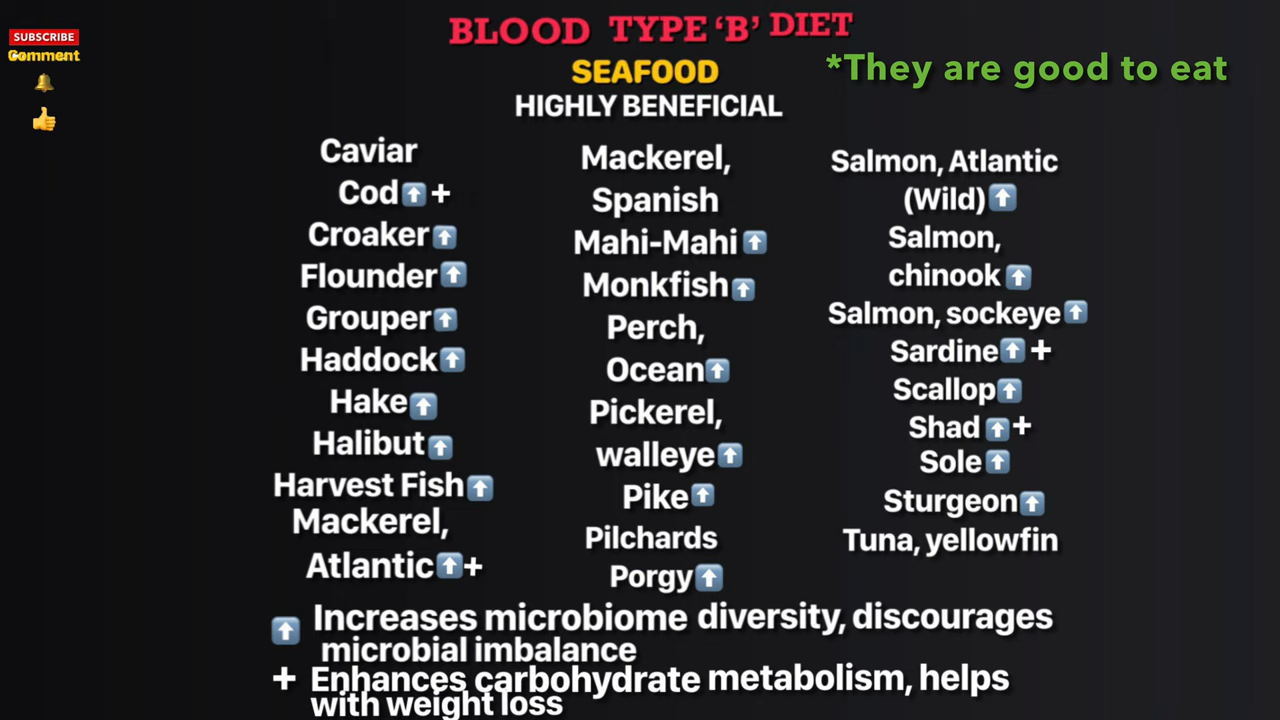 BLOOD TYPE ‘B’ DIET
SUBSCRIBE
Comment
SEAFOOD
*They are good to eat
HIGHLY BENEFICIAL
Caviar
Cod⬆️+
Croaker⬆️
Flounder⬆️
Grouper⬆️
Haddock⬆️
Hake⬆️
Halibut⬆️
Harvest Fish⬆️
Mackerel,
Atlantic⬆️+
Mackerel,
Spanish
Mahi-Mahi⬆️
Monkfish⬆️
Perch,
Ocean⬆️
Pickerel,
walleye⬆️
Pike⬆️
Pilchards
Porgy⬆️
Salmon, Atlantic
(Wild)⬆️
Salmon,
chinook⬆️
Salmon, sockeye⬆️
Sardine⬆️+
Scallop⬆️
Shad⬆️+
Sole⬆️
Sturgeon⬆️
Tuna, yellowfin
⬆️ Increases microbiome diversity, discourages
microbial imbalance
+ Enhances carbohydrate metabolism, helps
with weight loss